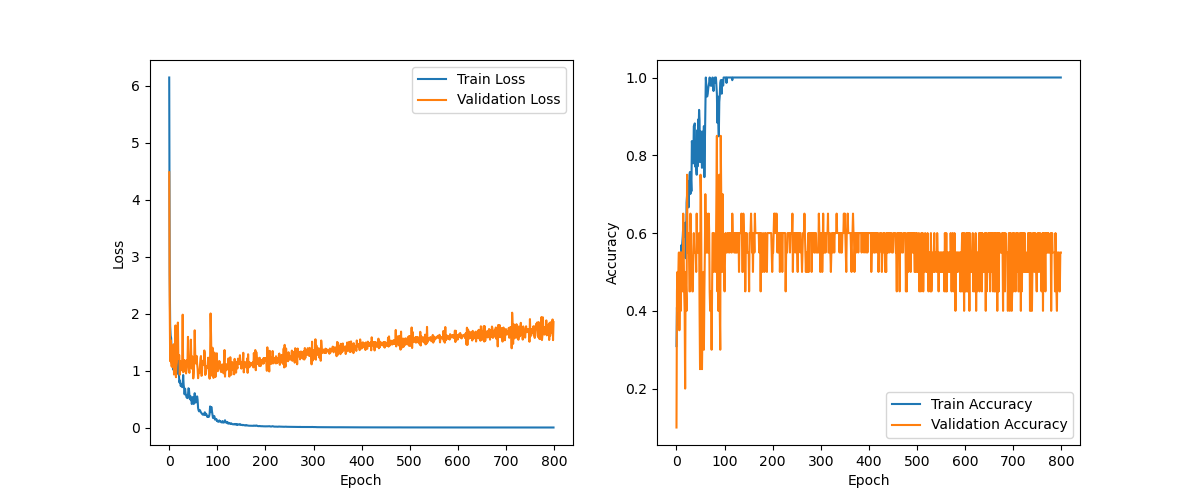 Train Loss
Validation Loss
6
5
4
3
2
1
0
Loss
0 100 200 300 400 500 600 700 800
Epoch
1.0
0.8
0.6
0.4
0.2
Accuracy
Train Accuracy
Validation Accuracy
0 100 200 300 400 500 600 700 800
Epoch